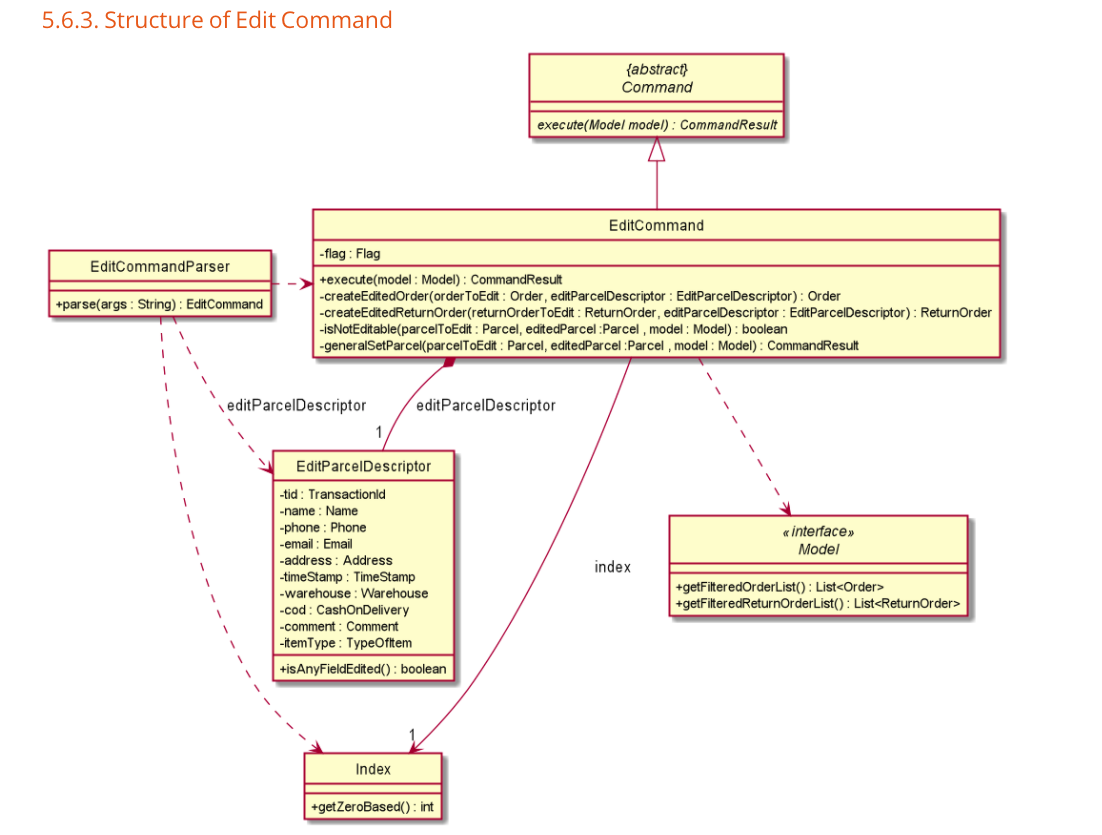 5.6.3. Structure of Edit Command
{abstract}
Command
execute(Model model) : CommandResult
EditCommand
-flag : Flag
+execute(model : Model) : CommandResult
-createEditedOrder(orderToEdit : Order, editParcelDescriptor : EditParcelDescriptor) : Order
-createEditedReturnOrder(returnOrderToEdit : ReturnOrder, editParcelDescriptor : EditParcelDescriptor) : ReturnOrder
-isNotEditable(parcelToEdit : Parcel, editedParcel :Parcel , model : Model) : boolean
-generalSetParcel(parcelToEdit : Parcel, editedParcel :Parcel , model : Model) : CommandResult
EditCommandParser
+parse(args : String) : EditCommand
editParcelDescriptor
editParcelDescriptor
1
EditParcelDescriptor
-tid : TransactionId
-name : Name
-phone : Phone
-email : Email
-address : Address
-timeStamp : TimeStamp
-warehouse : Warehouse
-cod : CashOnDelivery
-comment : Comment
-itemType : TypeOfItem
+isAnyFieldEdited() : boolean
index
«interface»
Model
+getFilteredOrderList() : List<Order>
+getFilteredReturnOrderList() : List<ReturnOrder>
1
Index
+getZeroBased() : int